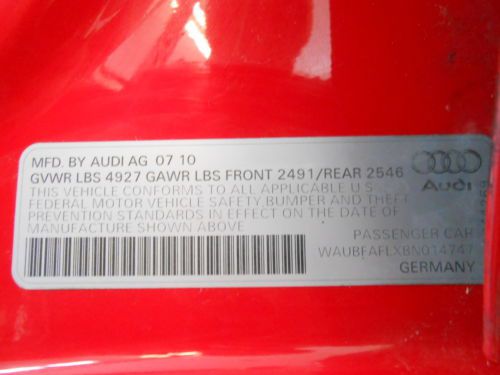 MFD. BY AUDI AG 07 10
GVWR LBS 4927 GAWR LBS FRONT 2491/REAR 2546
THIS VEHICLE CONFORMS TO ALL APPLICABLE U S
FEDERAL MOTOR VEHICLE SAFETY, BUMPER AND THEFT
PREVENTION STANDARDS IN EFFECT ON THE DATE OF
MANUFACTURE SHOWN ABOVE
Audi
PASSENGER CAR
WAUBFAFLXBN014747
GERMANY